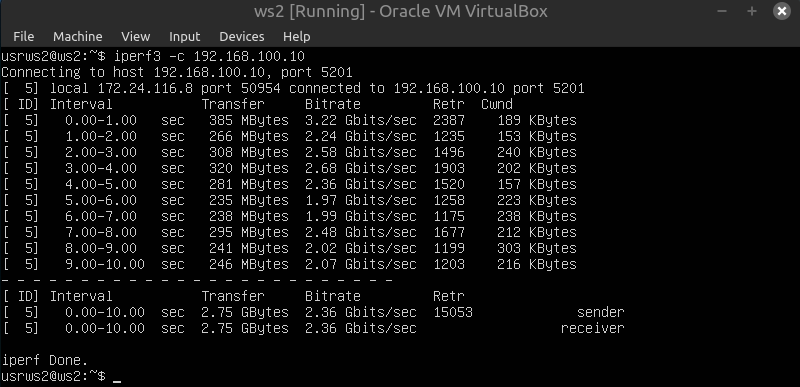 ws2 [Running] - Oracle VM VirtualBox
File Machine View Input Devices Help
usrws2@ws2:~$ iperf3 -c 192.168.100.10
Connecting to host 192.168.100.10, port 5201
[  5] local 172.24.116.8 port 50954 connected to 192.168.100.10 port 5201
[ ID] Interval           Transfer     Bitrate         Retr  Cwnd
[  5]   0.00-1.00   sec   385 MBytes  3.22 Gbits/sec  2387    189 KBytes
[  5]   1.00-2.00   sec   266 MBytes  2.24 Gbits/sec  1235    153 KBytes
[  5]   2.00-3.00   sec   308 MBytes  2.58 Gbits/sec  1496    240 KBytes
[  5]   3.00-4.00   sec   320 MBytes  2.68 Gbits/sec  1903    202 KBytes
[  5]   4.00-5.00   sec   281 MBytes  2.36 Gbits/sec  1520    157 KBytes
[  5]   5.00-6.00   sec   235 MBytes  1.97 Gbits/sec  1258    223 KBytes
[  5]   6.00-7.00   sec   238 MBytes  1.99 Gbits/sec  1175    238 KBytes
[  5]   7.00-8.00   sec   295 MBytes  2.48 Gbits/sec  1677    212 KBytes
[  5]   8.00-9.00   sec   241 MBytes  2.02 Gbits/sec  1199    303 KBytes
[  5]   9.00-10.00  sec   246 MBytes  2.07 Gbits/sec  1203    216 KBytes
- - - - - - - - - - - - - - - - - - - - - - - - -
[ ID] Interval           Transfer     Bitrate         Retr
[  5]   0.00-10.00  sec  2.75 GBytes  2.36 Gbits/sec  15053             sender
[  5]   0.00-10.00  sec  2.75 GBytes  2.36 Gbits/sec                  receiver
iperf Done.
usrws2@ws2:~$ _